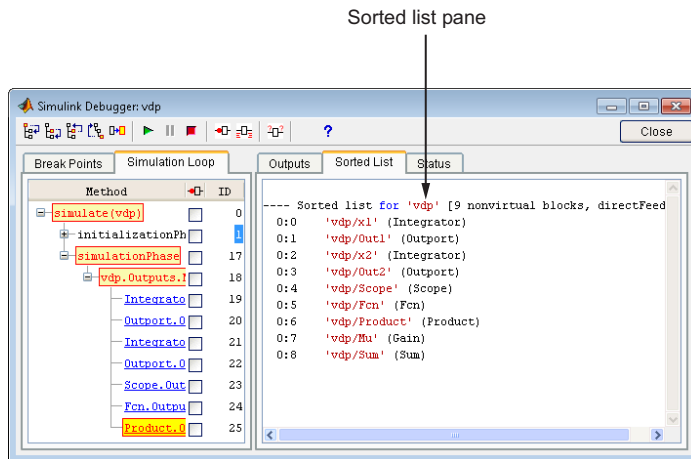 Sorted list pane
Simulink Debugger: vdp
?
Close
Break Points
Simulation Loop
Method
ID
simulate(vdp) 0
initializationPh 1
simulationPhase 17
vdp.Outputs. 18
Integrato 19
Outport.O 20
Integrato 21
Outport.O 22
Scope.Out 23
Fcn.Outpu 24
Product.O 25
Outputs
Sorted List
Status
---- Sorted list for 'vdp' [9 nonvirtual blocks, directFeed
0:0 'vdp/x1' (Integrator)
0:1 'vdp/Out1' (Outport)
0:2 'vdp/x2' (Integrator)
0:3 'vdp/Out2' (Outport)
0:4 'vdp/Scope' (Scope)
0:5 'vdp/Fcn' (Fcn)
0:6 'vdp/Product' (Product)
0:7 'vdp/Mu' (Gain)
0:8 'vdp/Sum' (Sum)